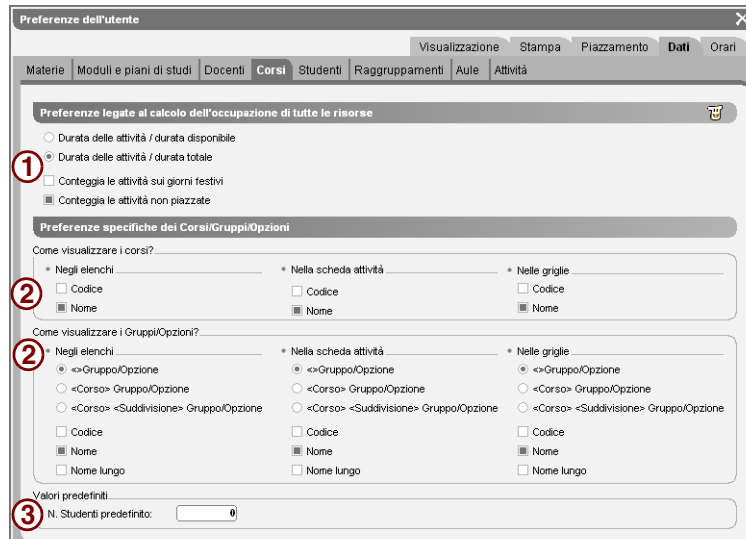 Preferenze dell'utente
Visualizzazione Stampa Piazzamento Dati Orari
Materie Moduli e piani di studi Docenti Corsi Studenti Raggruppamenti Aule Attività
Preferenze legate al calcolo dell'occupazione di tutte le risorse
Durata delle attività / durata disponibile
1 Durata delle attività / durata totale
Conteggia le attività sui giorni festivi
Conteggia le attività non piazzate
Preferenze specifiche dei Corsi/Gruppi/Opzioni
Come visualizzare i corsi?
Negli elenchi Nella scheda attività Nelle griglie
2 Codice Codice Codice
Nome Nome Nome
Come visualizzare i Gruppi/Opzioni?
2 Negli elenchi Nella scheda attività Nelle griglie
<>Gruppo/Opzione <>Gruppo/Opzione <>Gruppo/Opzione
<Corso> Gruppo/Opzione <Corso> Gruppo/Opzione <Corso> Gruppo/Opzione
<Corso> <Suddivisione> Gruppo/Opzione <Corso> <Suddivisione> Gruppo/Opzione <Corso> <Suddivisione> Gruppo/Opzione
Codice Codice Codice
Nome Nome Nome
Nome lungo Nome lungo Nome lungo
Valori predefiniti
3 N. Studenti predefinito: 0